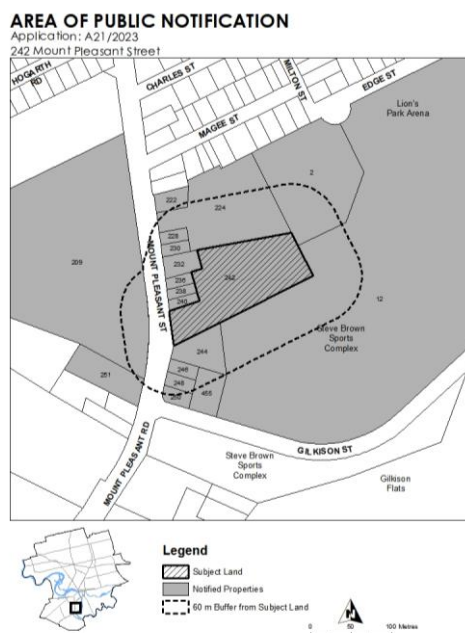 AREA OF PUBLIC NOTIFICATION
Application: A21/2023
242 Mount Pleasant Street
HOGARTH
RD
CHARLES ST
MILTON ST
EDGE ST
MAGEE ST
Lion's
Park Arena
2
222
224
228
230
MOUNT PLEASANT ST
209
232
236
238
240
242
12
Steve Brown
Sports
Complex
244
246
248
251
250
MOUNT PLEASANT RD
GILKISON ST
Steve Brown
Sports
Complex
Gilkison
Flats
Legend
Subject Land
Notified Properties
60 m Buffer from Subject Land
N
0 50 100 Metres